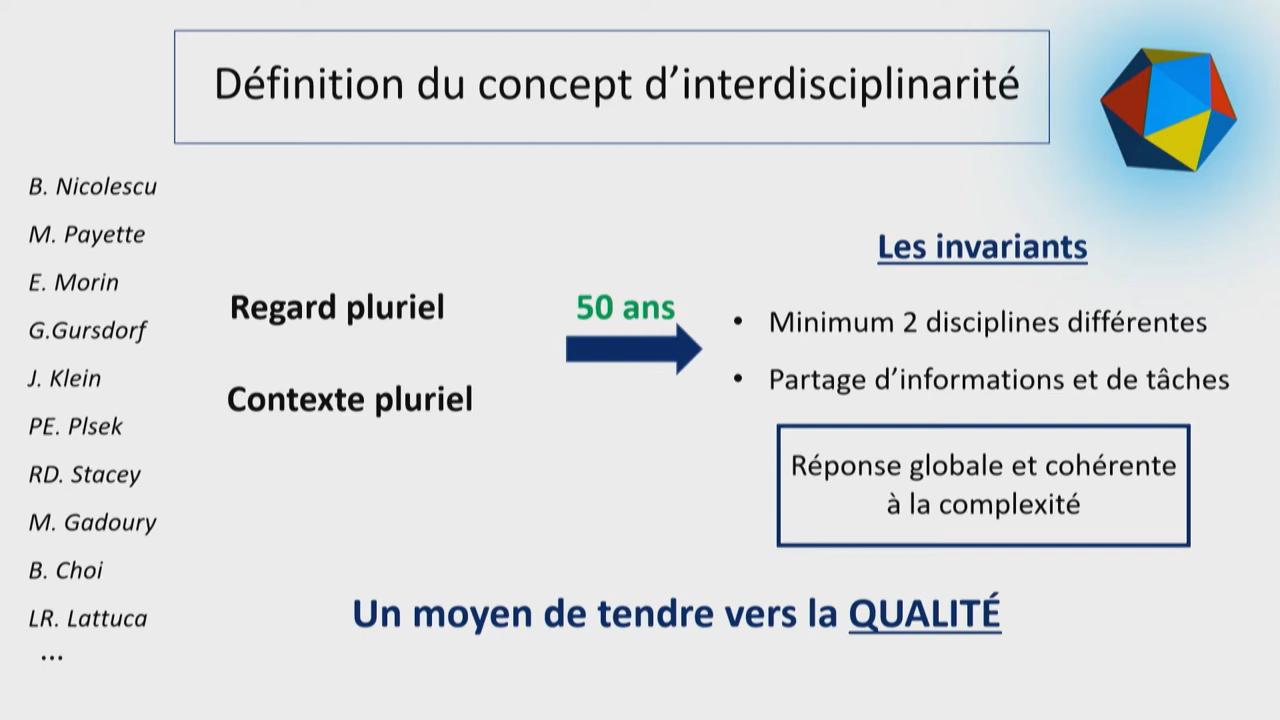 Définition du concept d’interdisciplinarité
B. Nicolescu
M. Payette
E. Morin
G.Gursdorf
J. Klein
PE. Plsek
RD. Stacey
M. Gadoury
B. Choi
LR. Lattuca
...
Regard pluriel
Contexte pluriel
50 ans
Les invariants
• Minimum 2 disciplines différentes
• Partage d’informations et de tâches
Réponse globale et cohérente
à la complexité
Un moyen de tendre vers la QUALITÉ